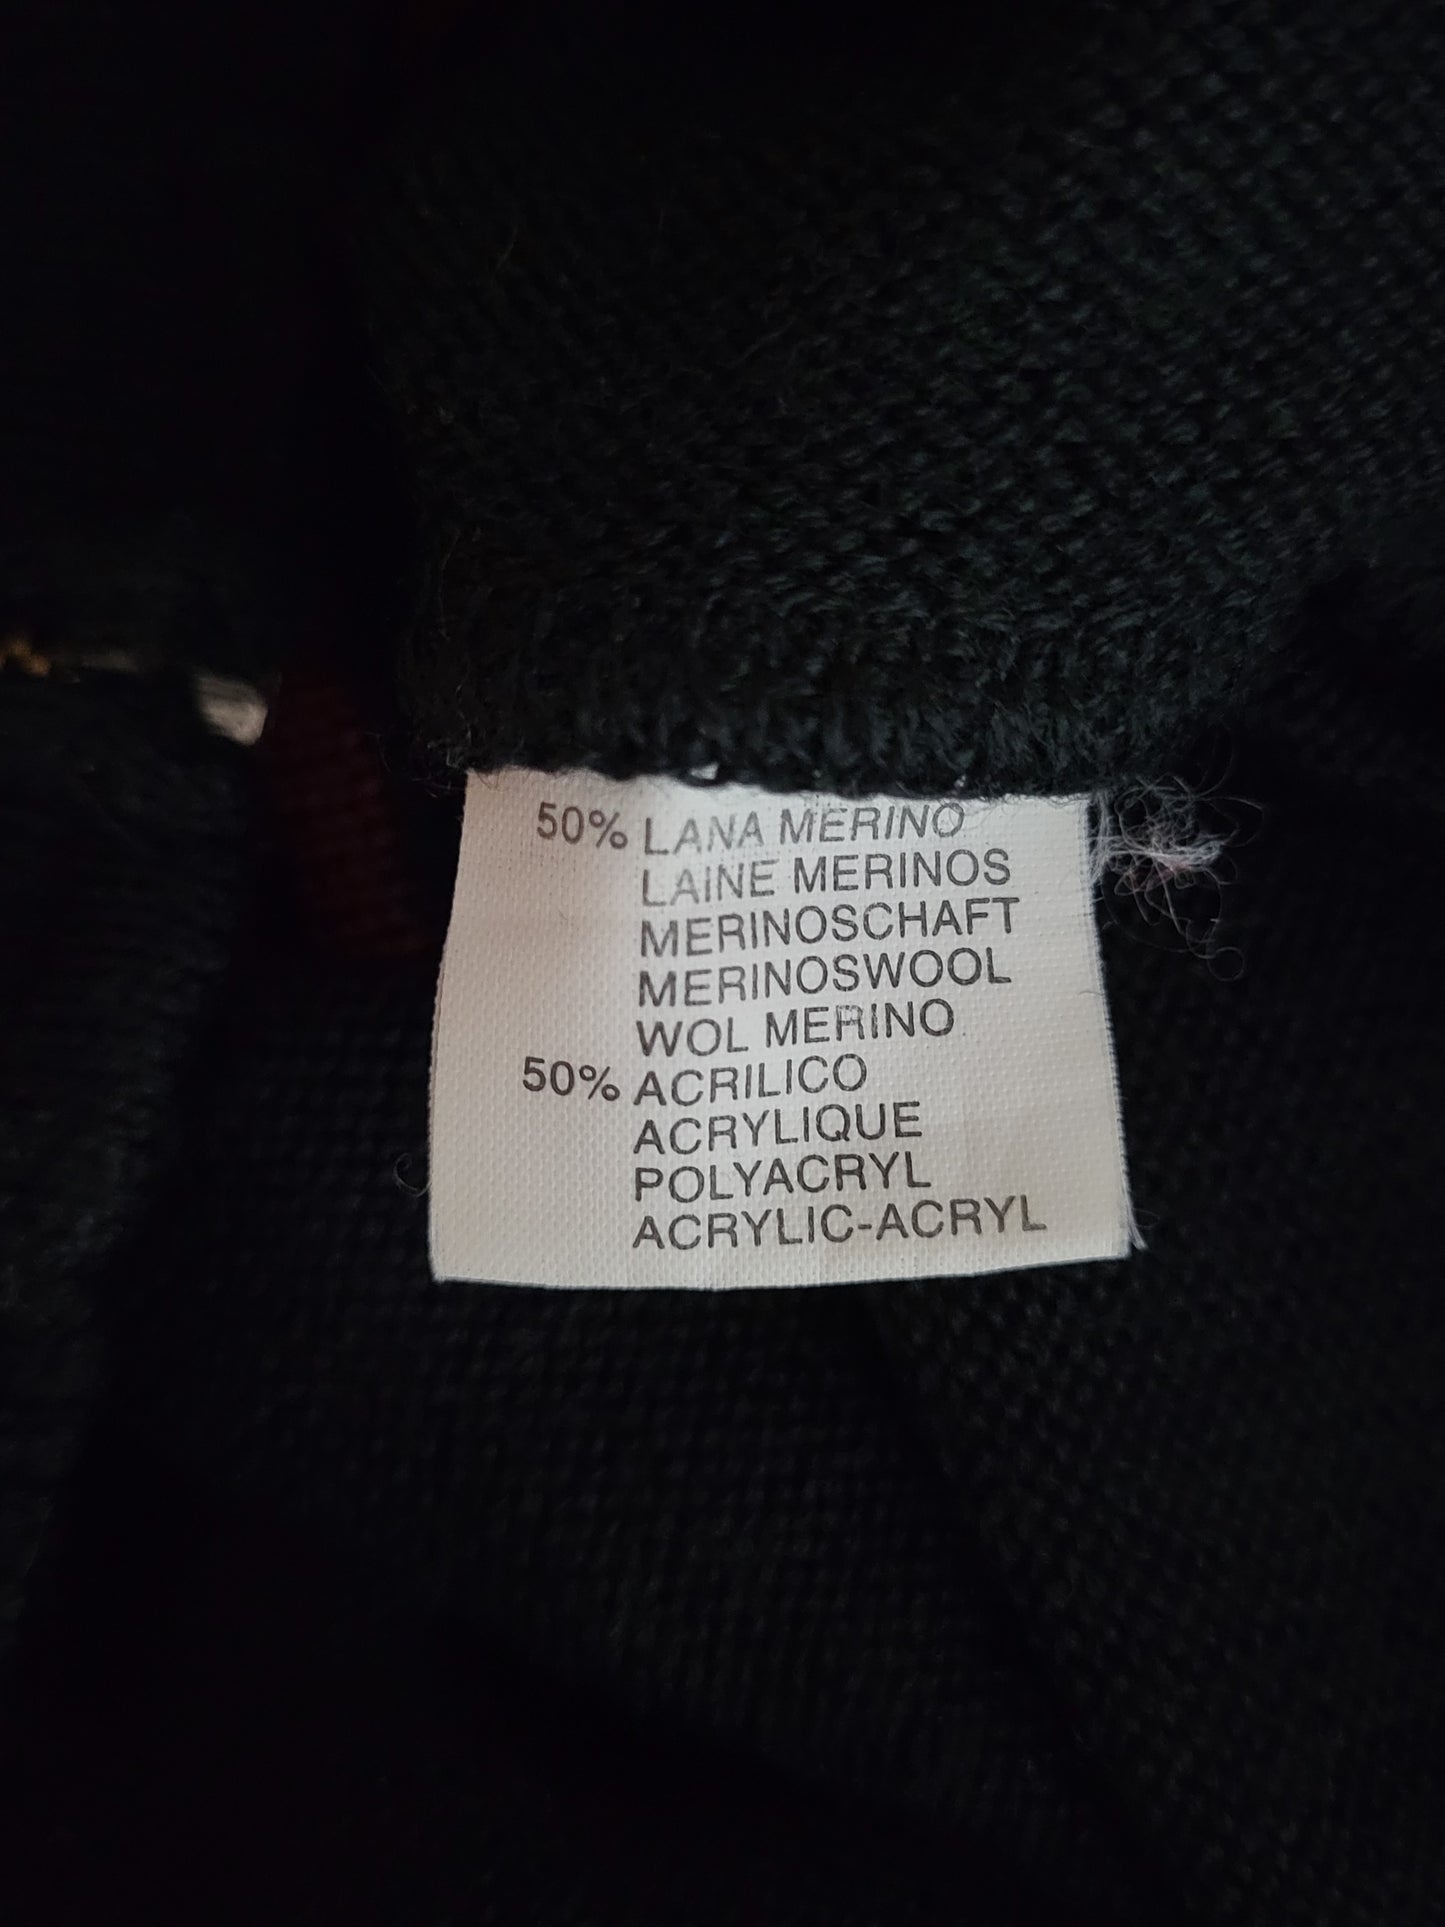 50% LANA MERINO
LAINE MERINOS
MERINOSCHAFT
MERINOSWOOL
WOL MERINO
50% ACRILICO
ACRYLIQUE
POLYACRYL
ACRYLIC-ACRYL